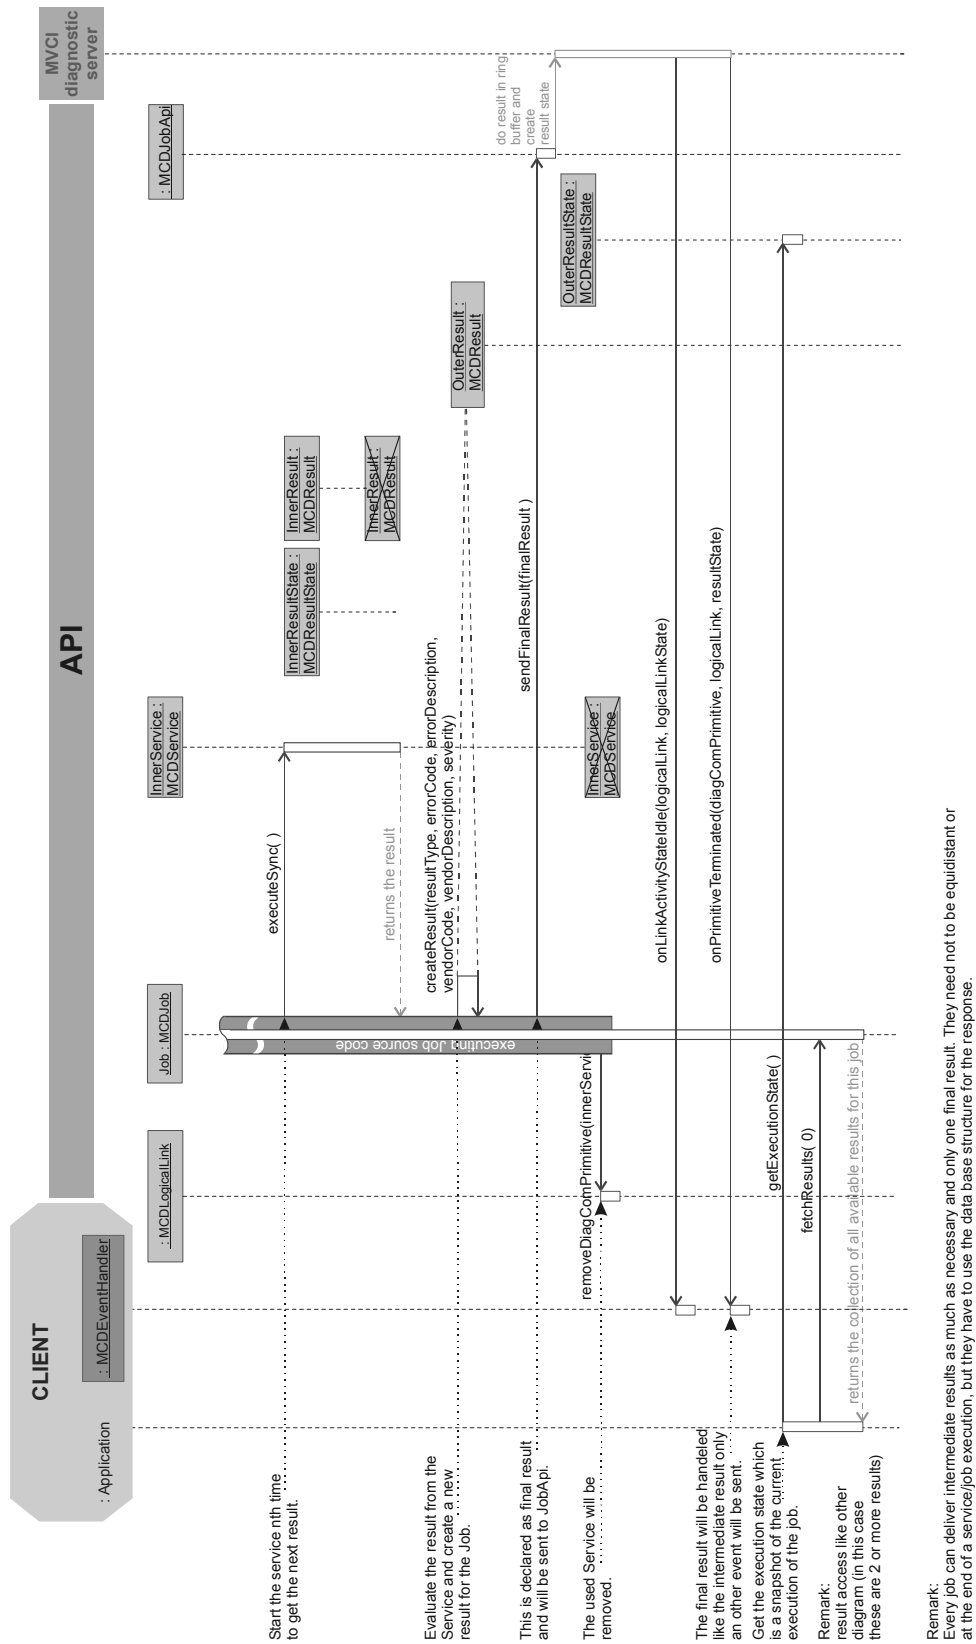 CLIENT
: Application
: MCDEventHandler
API
MVCI
diagnostic
server
: MCDLogicalLink
Job : MCDJob
InnerService :
MCDService
: MCDJobApi
Start the service nth time
to get the next result.
executeSync( )
InnerResultState :
MCDResultState
InnerResult :
MCDResult
returns the result
InnerResult :
MCDResult
executing Job source code
Evaluate the result from the
Service and create a new
result for the Job.
createResult(resultType, errorCode, errorDescription,
vendorCode, vendorDescription, severity)
OuterResult :
MCDResult
This is declared as final result
and will be sent to JobApi.
sendFinalResult(finalResult )
do result in ring
buffer and
create
result state
OuterResultState :
MCDResultState
The used Service will be
removed.
removeDiagComPrimitive(innerServic
InnerService :
MCDService
The final result will be handeled
like the intermediate result only
an other event will be sent.
onLinkActivityStateIdle(logicalLink, logicalLinkState)
onPrimitiveTerminated(diagComPrimitive, logicalLink, resultState)
Get the execution state which
is a snapshot of the current
execution of the job.
getExecutionState( )
Remark:
result access like other
diagram (in this case
these are 2 or more results)
fetchResults( 0)
returns the collection of all available results for this job
Remark:
Every job can deliver intermediate results as much as necessary and only one final result. They need not to be equidistant or
at the end of a service/job execution, but they have to use the data base structure for the response.